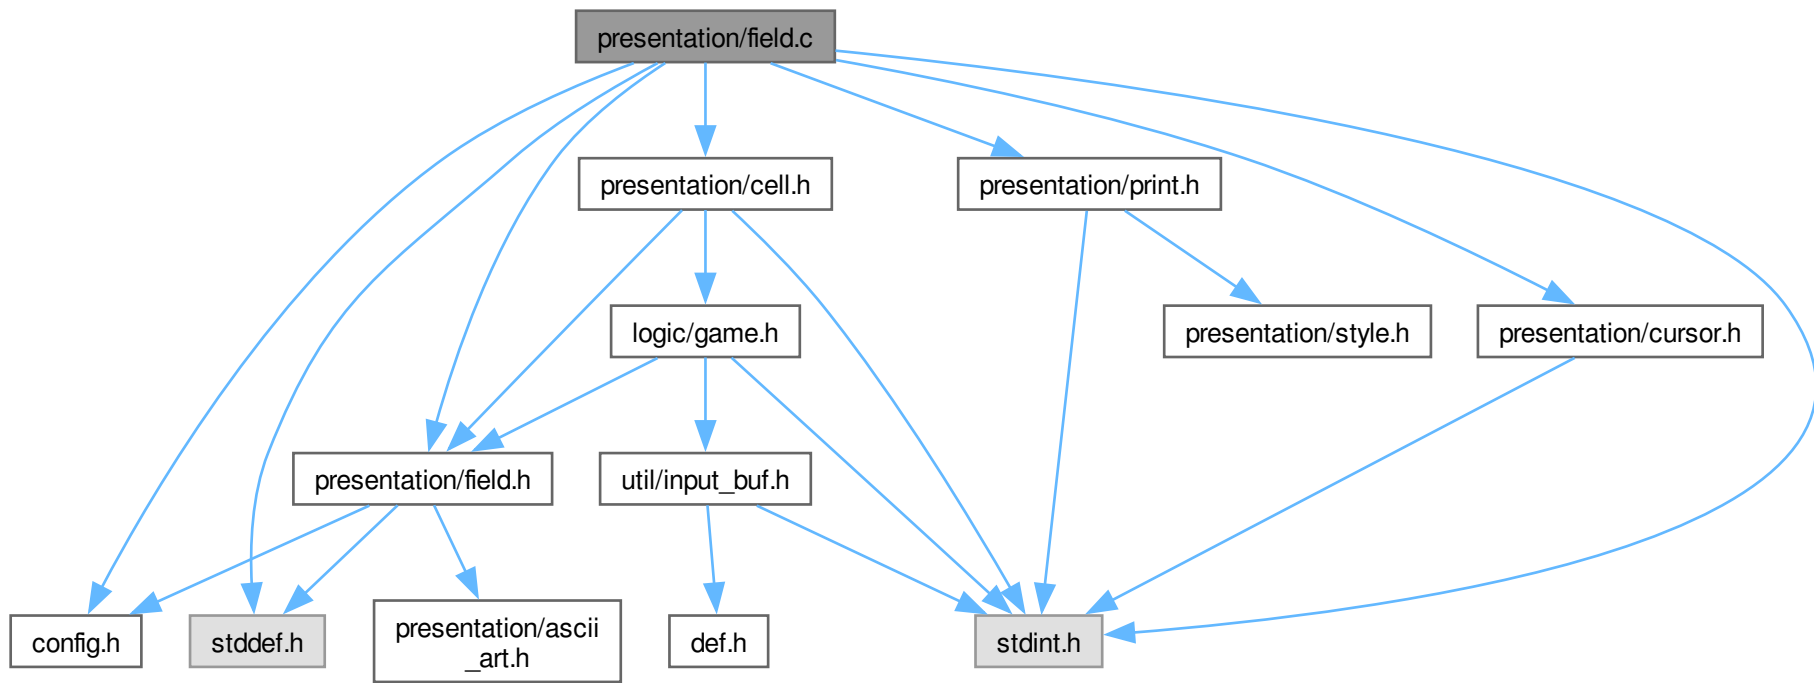 presentation/field.c
presentation/cell.h
presentation/print.h
logic/game.h
presentation/style.h
presentation/cursor.h
presentation/field.h
util/input_buf.h
config.h
stddef.h
presentation/ascii
_art.h
def.h
stdint.h